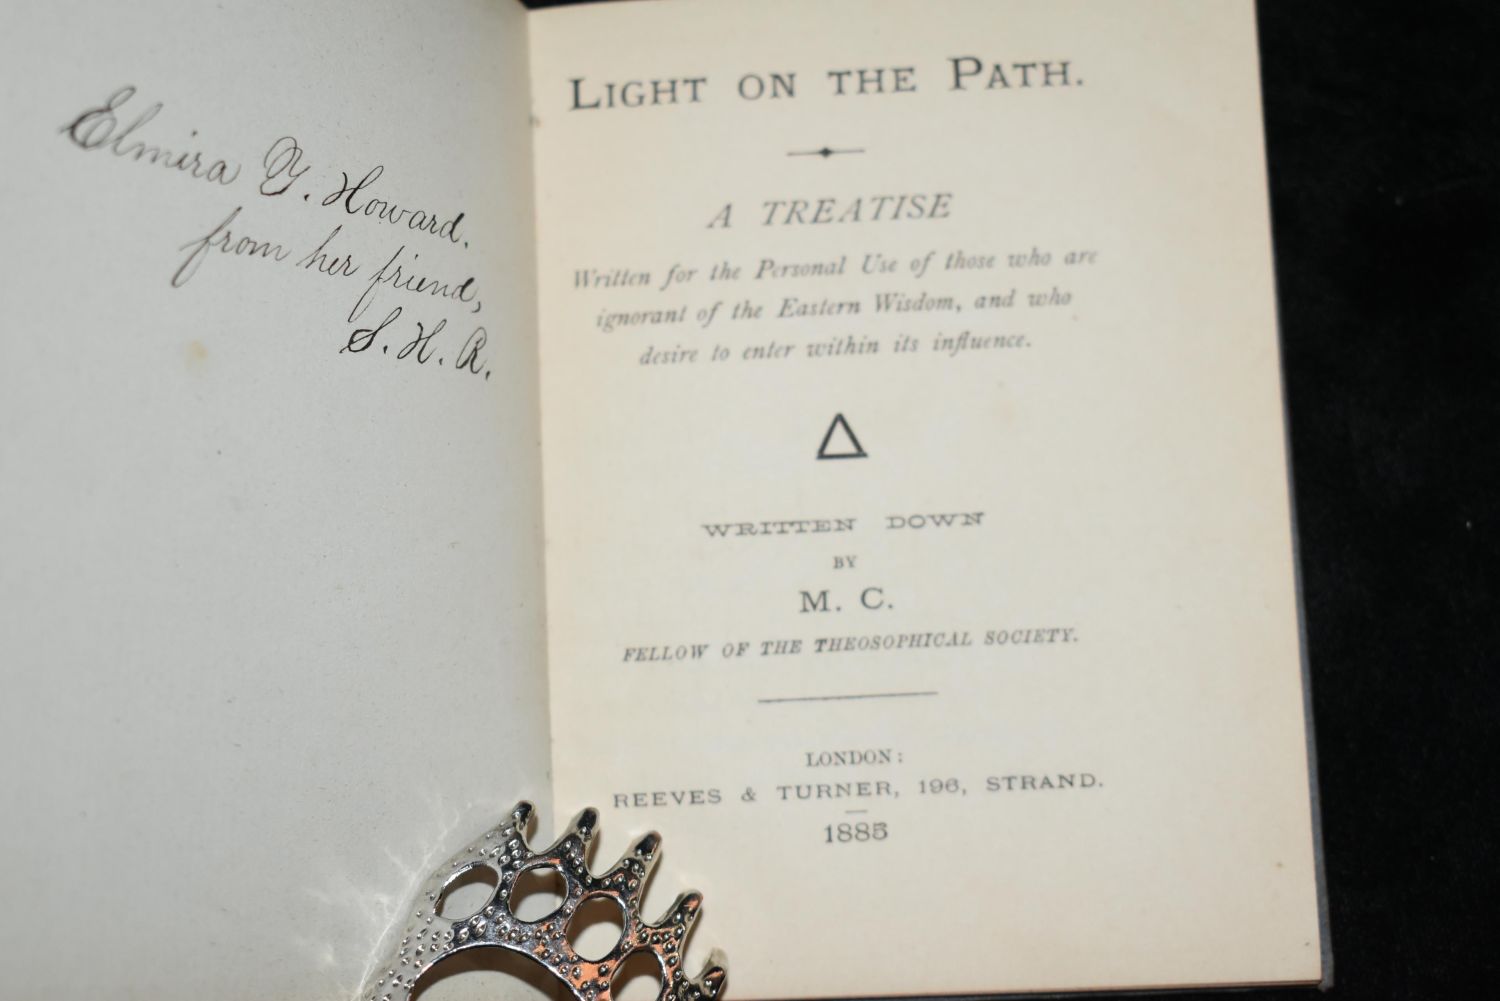 Elmira Y. Howard.
from her friend,
S. H. R.
LIGHT ON THE PATH.
A TREATISE
Written for the Personal Use of those who are
ignorant of the Eastern Wisdom, and who
desire to enter within its influence.
WRITTEN DOWN
BY
M. C.
FELLOW OF THE THEOSOPHICAL SOCIETY.
LONDON:
REEVES & TURNER, 196, STRAND.
1885